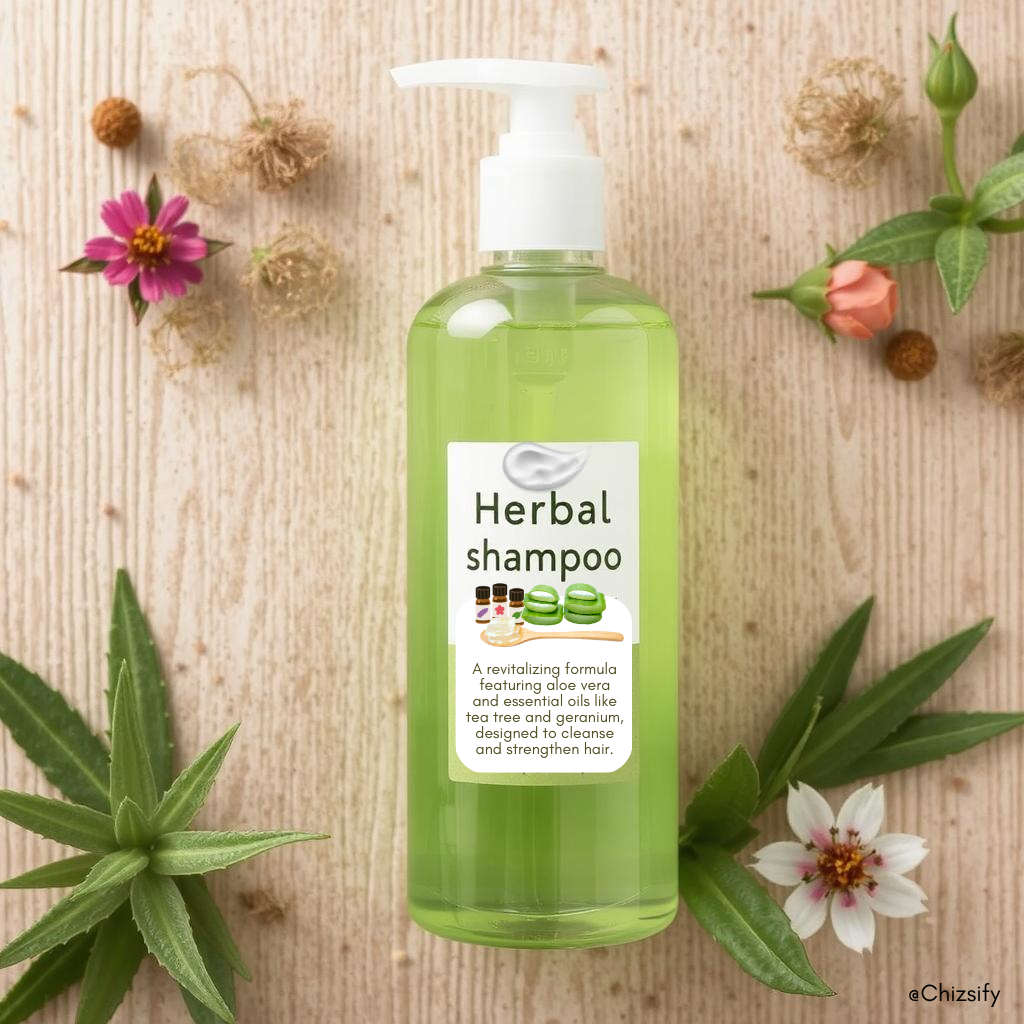 Herbal
shampoo
A revitalizing formula
featuring aloe vera
and essential oils like
tea tree and geranium,
designed to cleanse
and strengthen hair.
@Chizsify